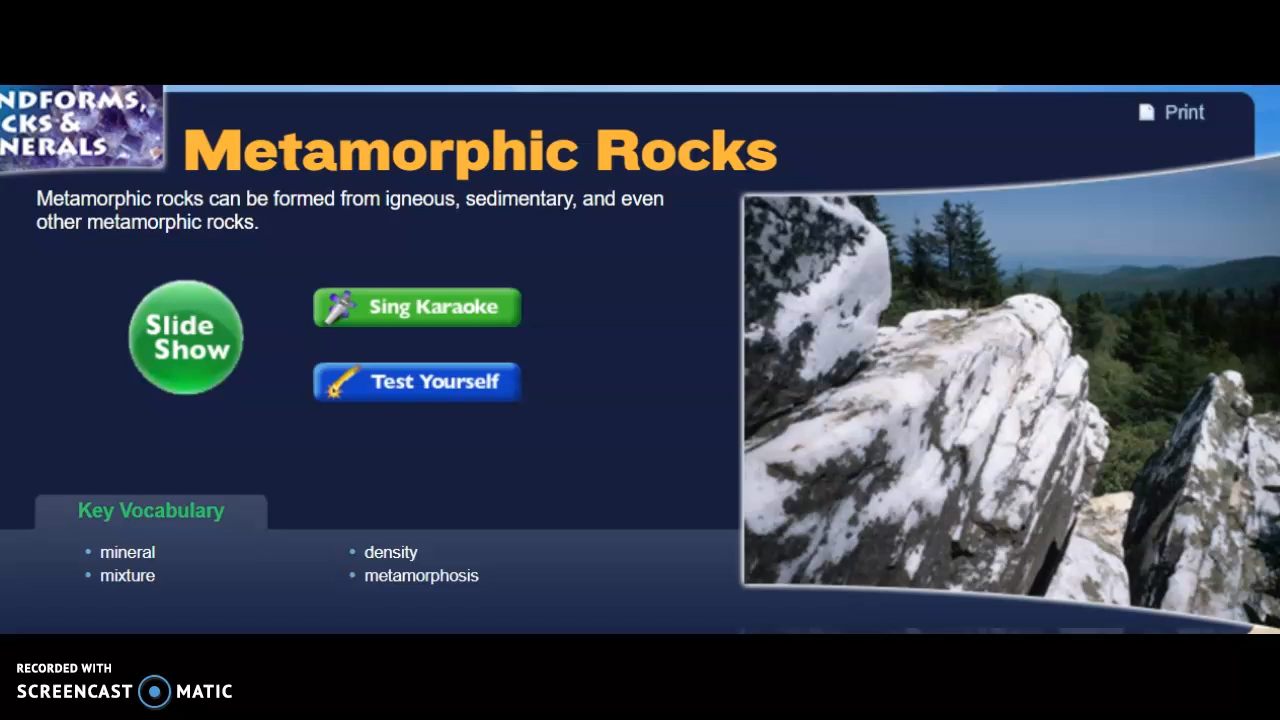 NDFORMS,
CKS &
NERALS
Metamorphic Rocks
Print
Metamorphic rocks can be formed from igneous, sedimentary, and even
other metamorphic rocks.
Slide
Show
Sing Karaoke
Test Yourself
Key Vocabulary
• mineral
• mixture
• density
• metamorphosis
RECORDED WITH
SCREENCAST MATIC